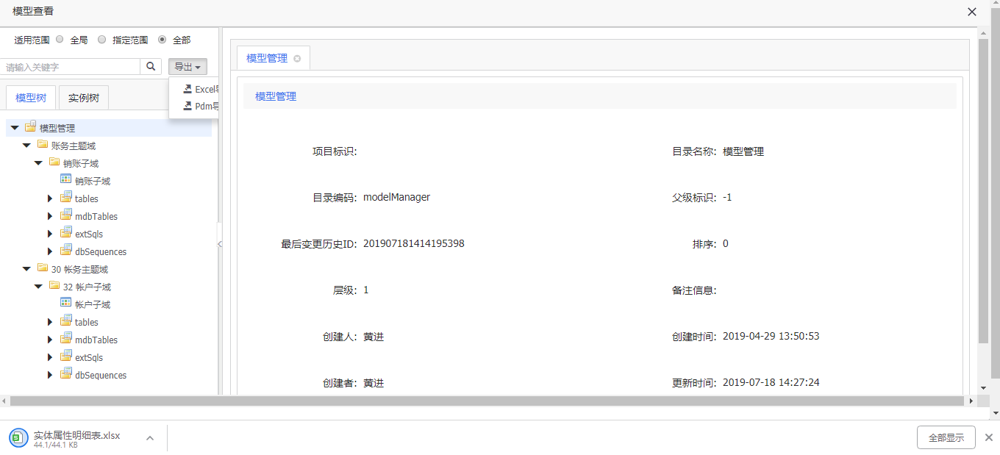 模型查看
适用范围 全局 指定范围 全部
请输入关键字 导出
Excel导
Pdm导
模型树 实例树
模型管理
账务主题域
销账子域
销账子域
tables
mdbTables
extSqls
dbSequences
30 帐务主题域
32 帐户子域
帐户子域
tables
mdbTables
extSqls
dbSequences
模型管理
模型管理
项目标识: 目录名称: 模型管理
目录编码: modelManager 父级标识: -1
最后变更历史ID: 201907181414195398 排序: 0
层级: 1 备注信息:
创建人: 黄进 创建时间: 2019-04-29 13:50:53
创建者: 黄进 更新时间: 2019-07-18 14:27:24
实体属性明细表.xlsx
44.1/44.1 KB
全部显示